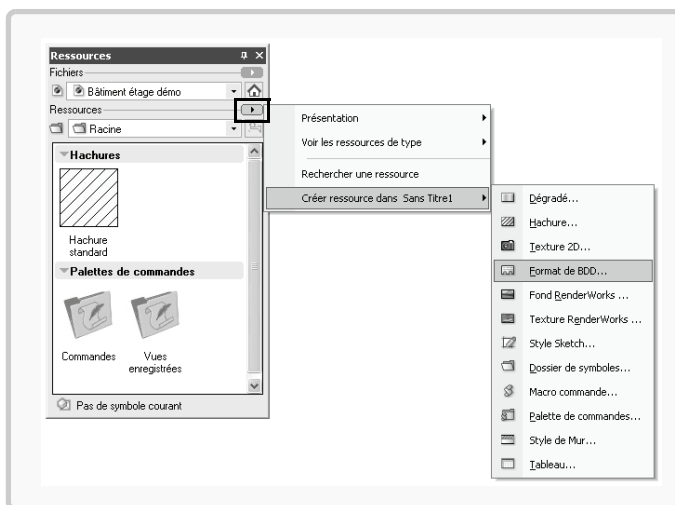 Ressources
Fichiers
Bâtiment étage démo
Ressources
Racine
Hachures
Hachure
standard
Palettes de commandes
Commandes
Vues
enregistrées
Pas de symbole courant
Présentation
Voir les ressources de type
Rechercher une ressource
Créer ressource dans Sans Titre1
Dégradé...
Hachure...
Texture 2D...
Format de BDD...
Fond RenderWorks ...
Texture RenderWorks ...
Style Sketch...
Dossier de symboles...
Macro commande...
Palette de commandes...
Style de Mur...
Tableau...